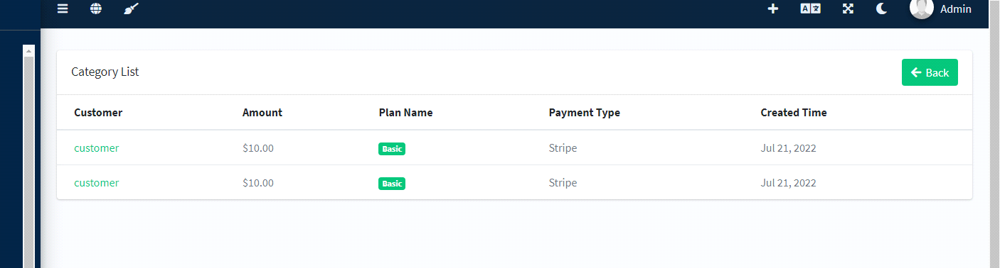 Admin
Category List
Back
Customer Amount Plan Name Payment Type Created Time
customer $10.00 Basic Stripe Jul 21, 2022
customer $10.00 Basic Stripe Jul 21, 2022